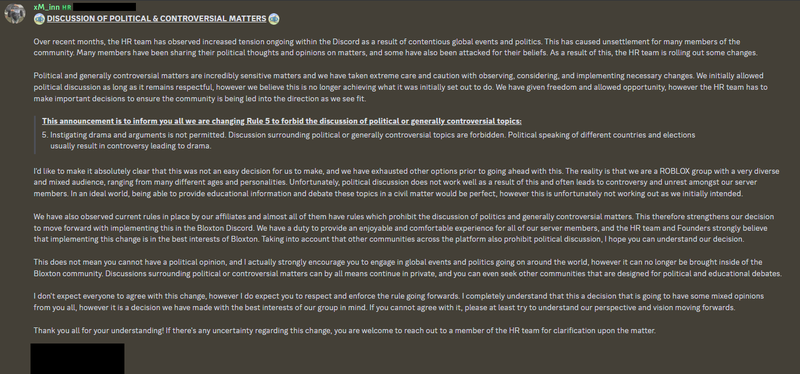 xM_inn HR
DISCUSSION OF POLITICAL & CONTROVERSIAL MATTERS
Over recent months, the HR team has observed increased tension ongoing within the Discord as a result of contentious global events and politics. This has caused unsettlement for many members of the
community. Many members have been sharing their political thoughts and opinions on matters, and some have also been attacked for their beliefs. As a result of this, the HR team is rolling out some changes.
Political and generally controversial matters are incredibly sensitive matters and we have taken extreme care and caution with observing, considering, and implementing necessary changes. We initially allowed
political discussion as long as it remains respectful, however we believe this is no longer achieving what it was initially set out to do. We have given freedom and allowed opportunity, however the HR team has to
make important decisions to ensure the community is being led into the direction as we see fit.
This announcement is to inform you all we are changing Rule 5 to forbid the discussion of political or generally controversial topics:
5. Instigating drama and arguments is not permitted. Discussion surrounding political or generally controversial topics are forbidden. Political speaking of different countries and elections
usually result in controversy leading to drama.
I'd like to make it absolutely clear that this was not an easy decision for us to make, and we have exhausted other options prior to going ahead with this. The reality is that we are a ROBLOX group with a very diverse
and mixed audience, ranging from many different ages and personalities. Unfortunately, political discussion does not work well as a result of this and often leads to controversy and unrest amongst our server
members. In an ideal world, being able to provide educational information and debate these topics in a civil matter would be perfect, however this is unfortunately not working out as we initially intended.
We have also observed current rules in place by our affiliates and almost all of them have rules which prohibit the discussion of politics and generally controversial matters. This therefore strengthens our decision
to move forward with implementing this in the Bloxton Discord. We have a duty to provide an enjoyable and comfortable experience for all of our server members, and the HR team and Founders strongly believe
that implementing this change is in the best interests of Bloxton. Taking into account that other communities across the platform also prohibit political discussion, I hope you can understand our decision.
This does not mean you cannot have a political opinion, and I actually strongly encourage you to engage in global events and politics going on around the world, however it can no longer be brought inside of the
Bloxton community. Discussions surrounding political or controversial matters can by all means continue in private, and you can even seek other communities that are designed for political and educational debates.
I don't expect everyone to agree with this change, however I do expect you to respect and enforce the rule going forwards. I completely understand that this a decision that is going to have some mixed opinions
from you all, however it is a decision we have made with the best interests of our group in mind. If you cannot agree with it, please at least try to understand our perspective and vision moving forwards.
Thank you all for your understanding! If there's any uncertainty regarding this change, you are welcome to reach out to a member of the HR team for clarification upon the matter.